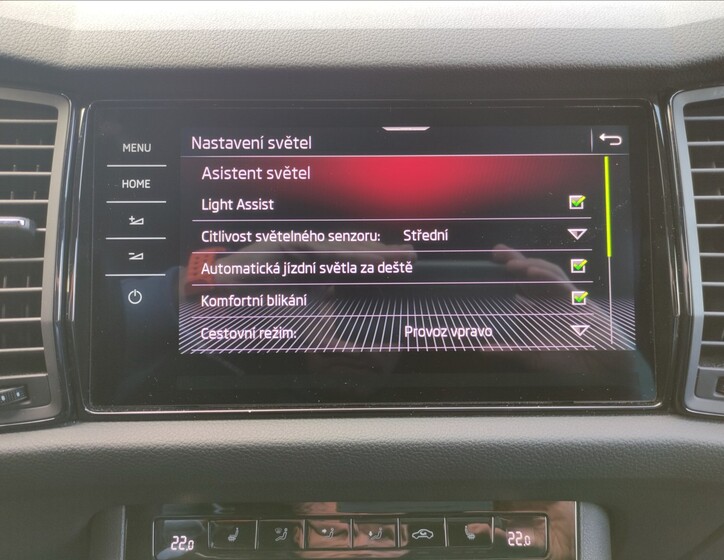 Nastavení světel
MENU
Asistent světel
HOME
Light Assist
Citlivost světelného senzoru: Střední
Automatická jízdní světla za deště
Komfortní blikání
Cestovní režim: Provoz vpravo
22.0 22.0